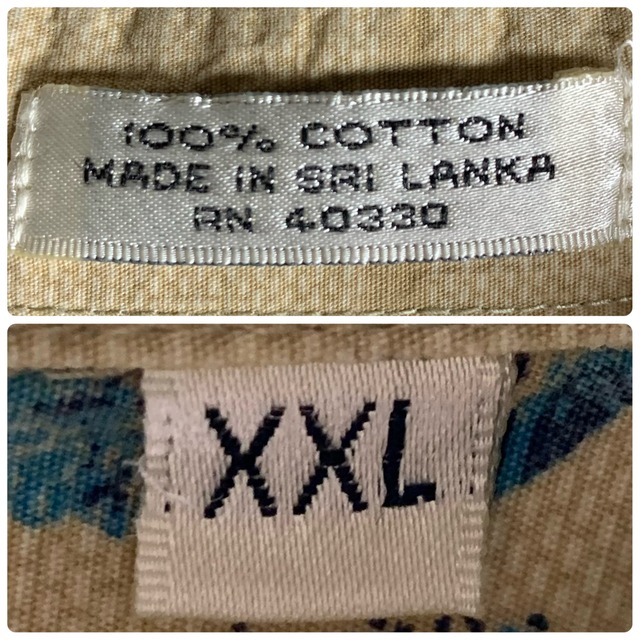 100% COTTON
MADE IN SRI LANKA
RN 40330
XXL